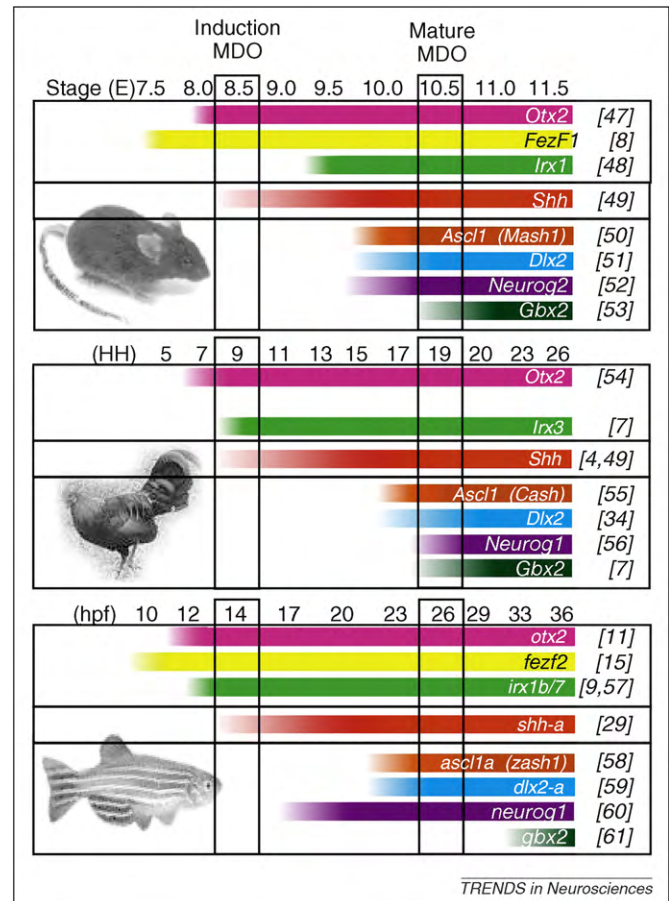 Induction MDO
Mature MDO
Stage (E) 7.5 8.0 8.5 9.0 9.5 10.0 10.5 11.0 11.5
Otx2 [47]
FezF1 [8]
Irx1 [48]
Shh [49]
Ascl1 (Mash1) [50]
Dlx2 [51]
Neurog2 [52]
Gbx2 [53]
(HH) 5 7 9 11 13 15 17 19 20 23 26
Otx2 [54]
Irx3 [7]
Shh [4,49]
Ascl1 (Cash) [55]
Dlx2 [34]
Neurog1 [56]
Gbx2 [7]
(hpf) 10 12 14 17 20 23 26 29 33 36
otx2 [11]
fezf2 [15]
irx1b/7 [9,57]
shh-a [29]
ascl1a (zash1) [58]
dlx2-a [59]
neurog1 [60]
gbx2 [61]
TRENDS in Neurosciences